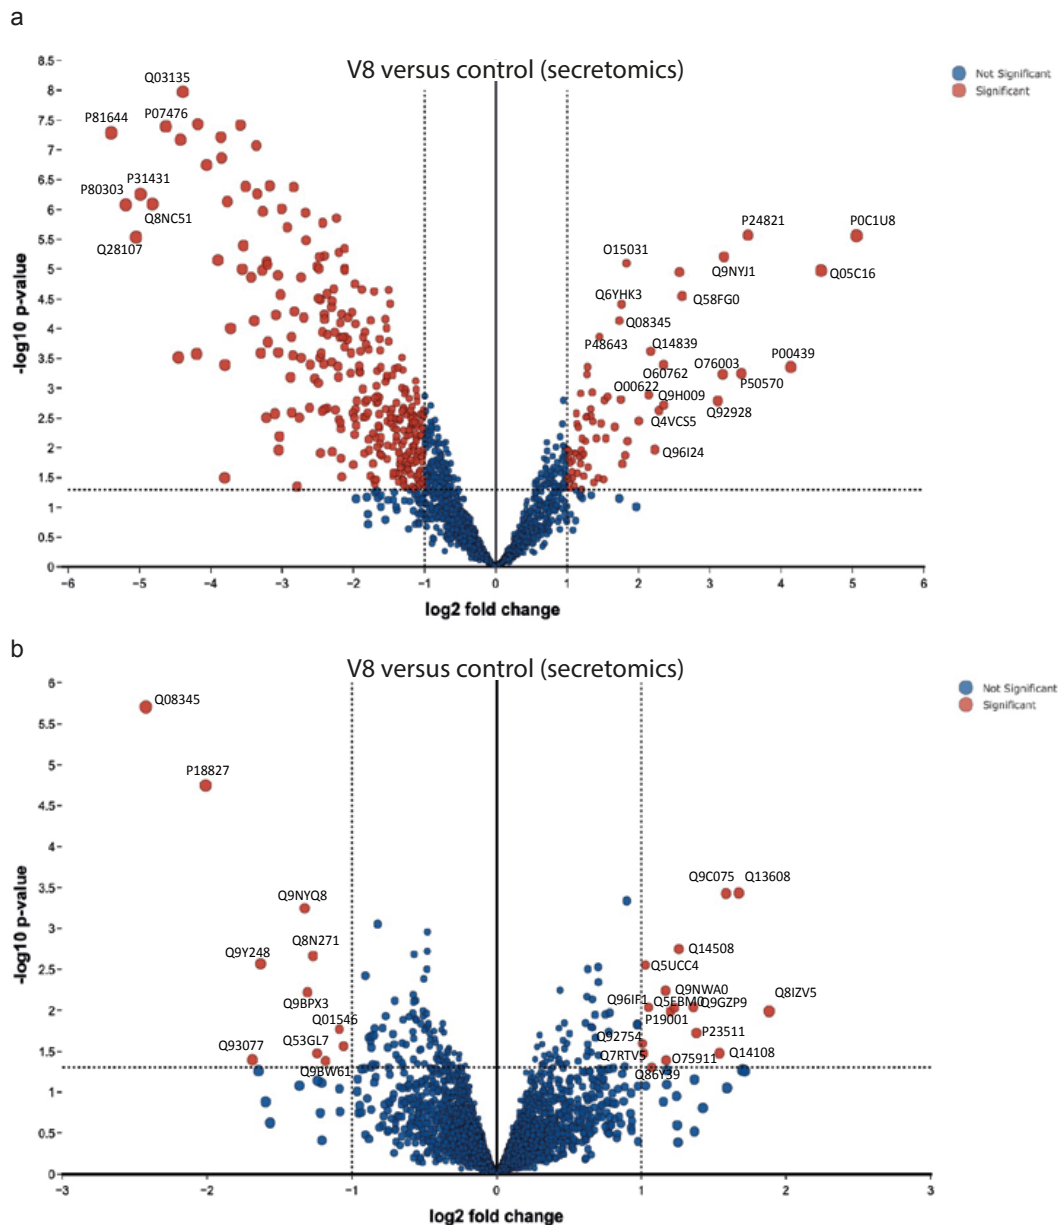 a
V8 versus control (secretomics)
Not Significant
Significant
8.5
8
7.5
7
6.5
6
5.5
5
4.5
4
3.5
3
2.5
2
1.5
1
0.5
0
-log10 p-value
Q03135
P81644
P07476
P31431
P80303
Q8NC51
Q28107
P24821
P0C1U8
O15031
Q9NYJ1
Q05C16
Q6YHK3
Q58FG0
Q08345
P48643
Q14839
O60762
O76003
P00439
P50570
O00622
Q9H009
Q92928
Q4VCS5
Q96I24
−6
−5
−4
−3
−2
−1
0
1
2
3
4
5
6
log2 fold change
b
V8 versus control (secretomics)
Not Significant
Significant
6
5.5
5
4.5
4
3.5
3
2.5
2
1.5
1
0.5
0
-log10 p-value
Q08345
P18827
Q9NYQ8
Q8N271
Q9Y248
Q9BPX3
Q01546
Q53GL7
Q93077
Q9BW61
Q9C075
Q13608
Q14508
Q5UCC4
Q9NWA0
Q96IF1
Q5EBM0
Q9GZP9
Q8IZV5
P19001
P23511
Q92754
Q7RTV5
O75911
Q14108
Q86Y39
−3
−2
−1
0
1
2
3
log2 fold change